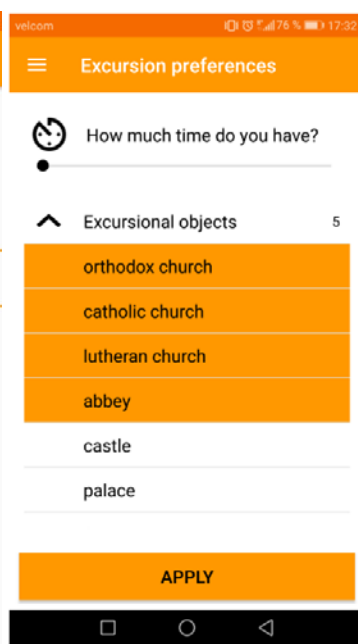 velcom 76 % 17:32
Excursion preferences
How much time do you have?
Excursional objects 5
orthodox church
catholic church
lutheran church
abbey
castle
palace
APPLY